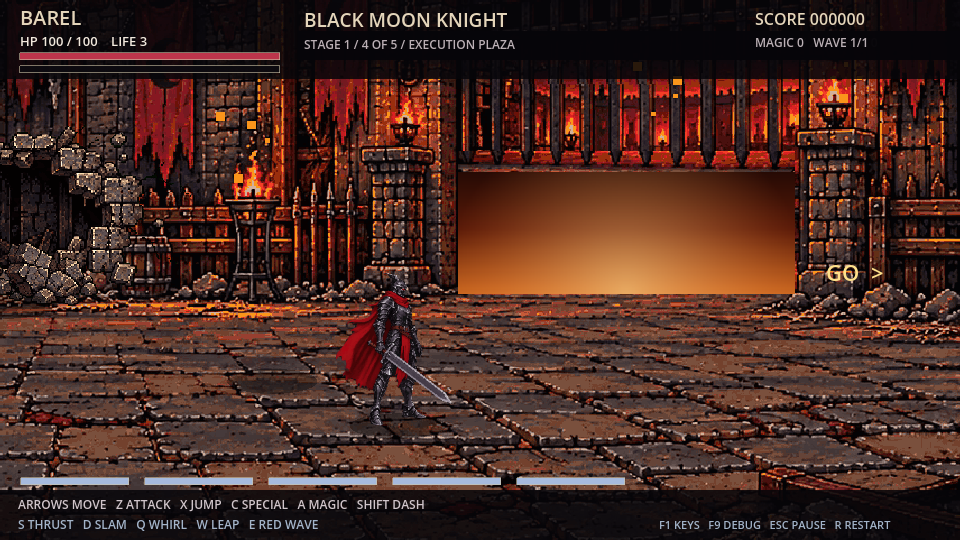 BAREL
HP 100 / 100 LIFE 3
BLACK MOON KNIGHT
STAGE 1 / 4 OF 5 / EXECUTION PLAZA
SCORE 000000
MAGIC 0 WAVE 1/1
GO >
ARROWS MOVE Z ATTACK X JUMP C SPECIAL A MAGIC SHIFT DASH
S THRUST D SLAM Q WHIRL W LEAP E RED WAVE
F1 KEYS F9 DEBUG ESC PAUSE R RESTART